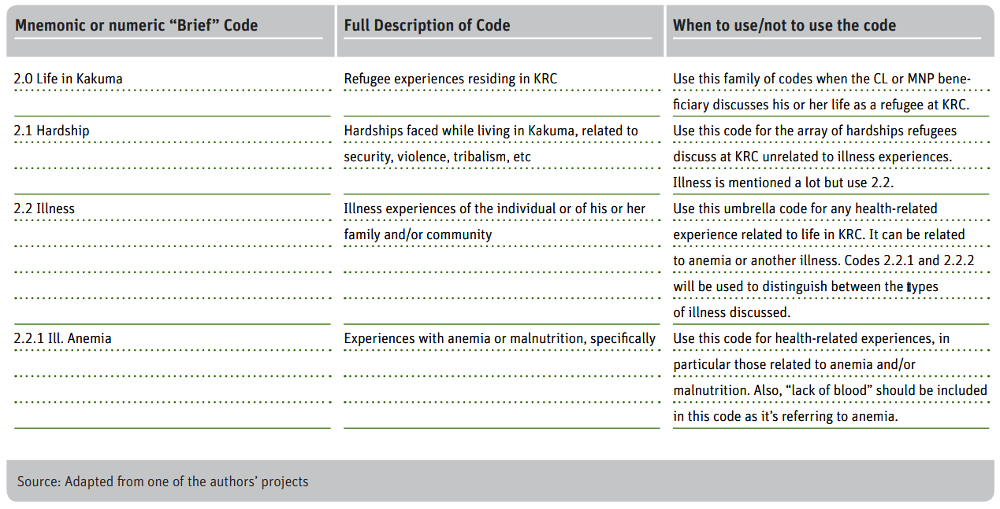 Mnemonic or numeric “Brief” Code
Full Description of Code
When to use/not to use the code
2.0 Life in Kakuma
Refugee experiences residing in KRC
Use this family of codes when the CL or MNP bene-
ficiary discusses his or her life as a refugee at KRC.
2.1 Hardship
Hardships faced while living in Kakuma, related to
security, violence, tribalism, etc
Use this code for the array of hardships refugees
discuss at KRC unrelated to illness experiences.
Illness is mentioned a lot but use 2.2.
2.2 Illness
Illness experiences of the individual or of his or her
family and/or community
Use this umbrella code for any health-related
experience related to life in KRC. It can be related
to anemia or another illness. Codes 2.2.1 and 2.2.2
will be used to distinguish between the types
of illness discussed.
2.2.1 Ill. Anemia
Experiences with anemia or malnutrition, specifically
Use this code for health-related experiences, in
particular those related to anemia and/or
malnutrition. Also, “lack of blood” should be included
in this code as it’s referring to anemia.
Source: Adapted from one of the authors’ projects